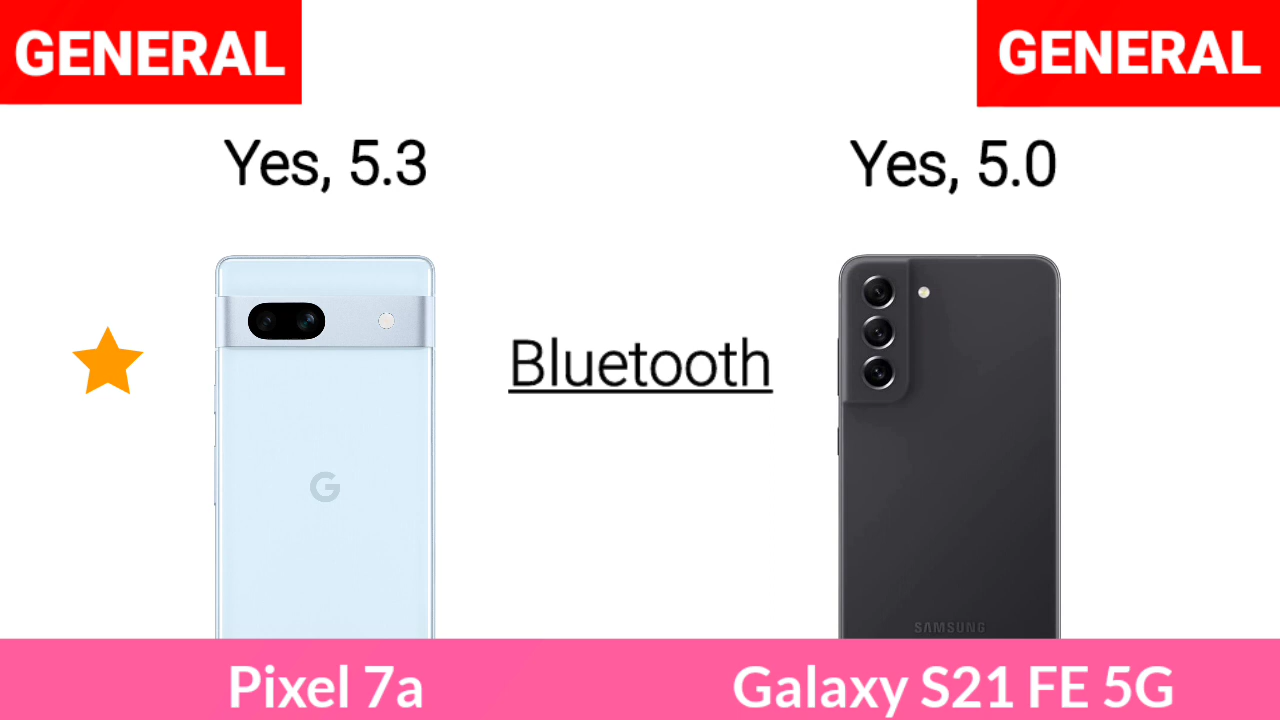 GENERAL
GENERAL
Yes, 5.3
Yes, 5.0
Bluetooth
G
SAMSUNG
Pixel 7a
Galaxy S21 FE 5G